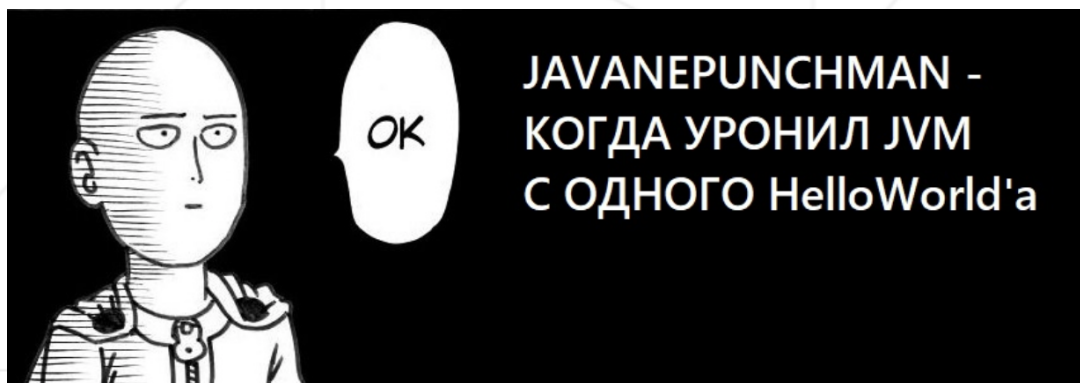 OK
JAVANEPUNCHMAN -
КОГДА УРОНИЛ JVM
С ОДНОГО HelloWorld'a